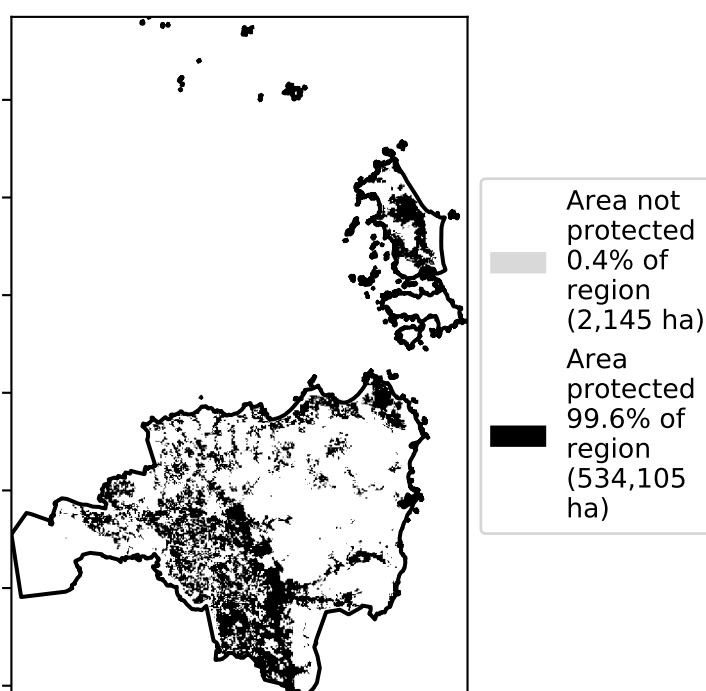 Area not
protected
0.4% of
region
(2,145 ha)
Area
protected
99.6% of
region
(534,105
ha)